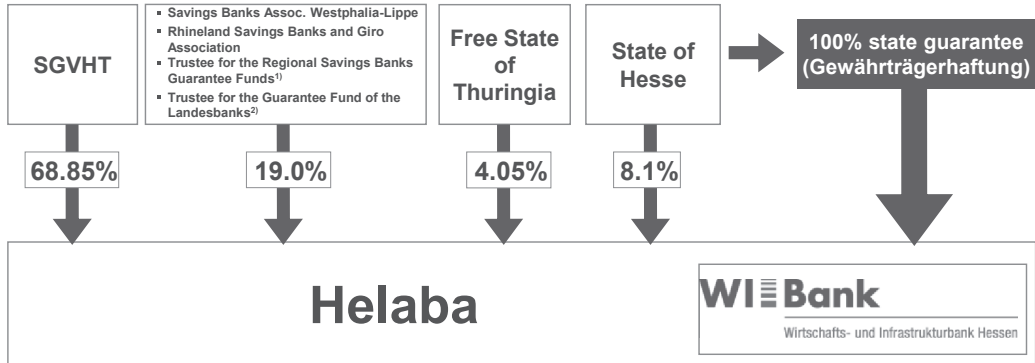 SGVHT
▪ Savings Banks Assoc. Westphalia-Lippe
▪ Rhineland Savings Banks and Giro
Association
▪ Trustee for the Regional Savings Banks
Guarantee Funds¹⁾
▪ Trustee for the Guarantee Fund of the
Landesbanks²⁾
Free State
of
Thuringia
State of
Hesse
100% state guarantee
(Gewährträgerhaftung)
68.85%
19.0%
4.05%
8.1%
Helaba
WIBank
Wirtschafts- und Infrastrukturbank Hessen